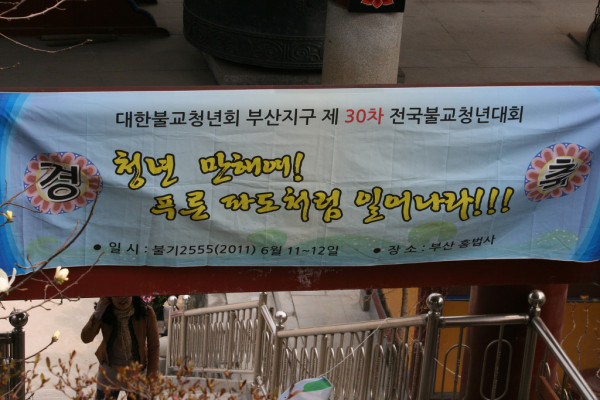 대한불교청년회 부산지구 제 30차 전국불교청년대회
경
청년 만해여!
푸른 파도처럼 일어나라!!!
축
● 일 시 : 불기2555(2011) 6월 11~12일 ● 장 소 : 부산 홍법사